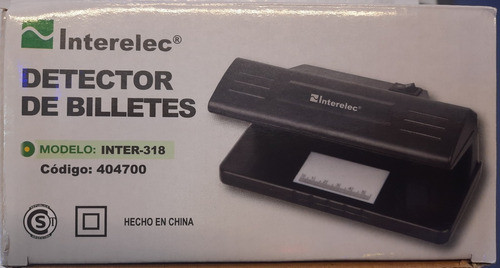 Interelec®
DETECTOR
DE BILLETES
MODELO: INTER-318
Código: 404700
Interelec®
HECHO EN CHINA